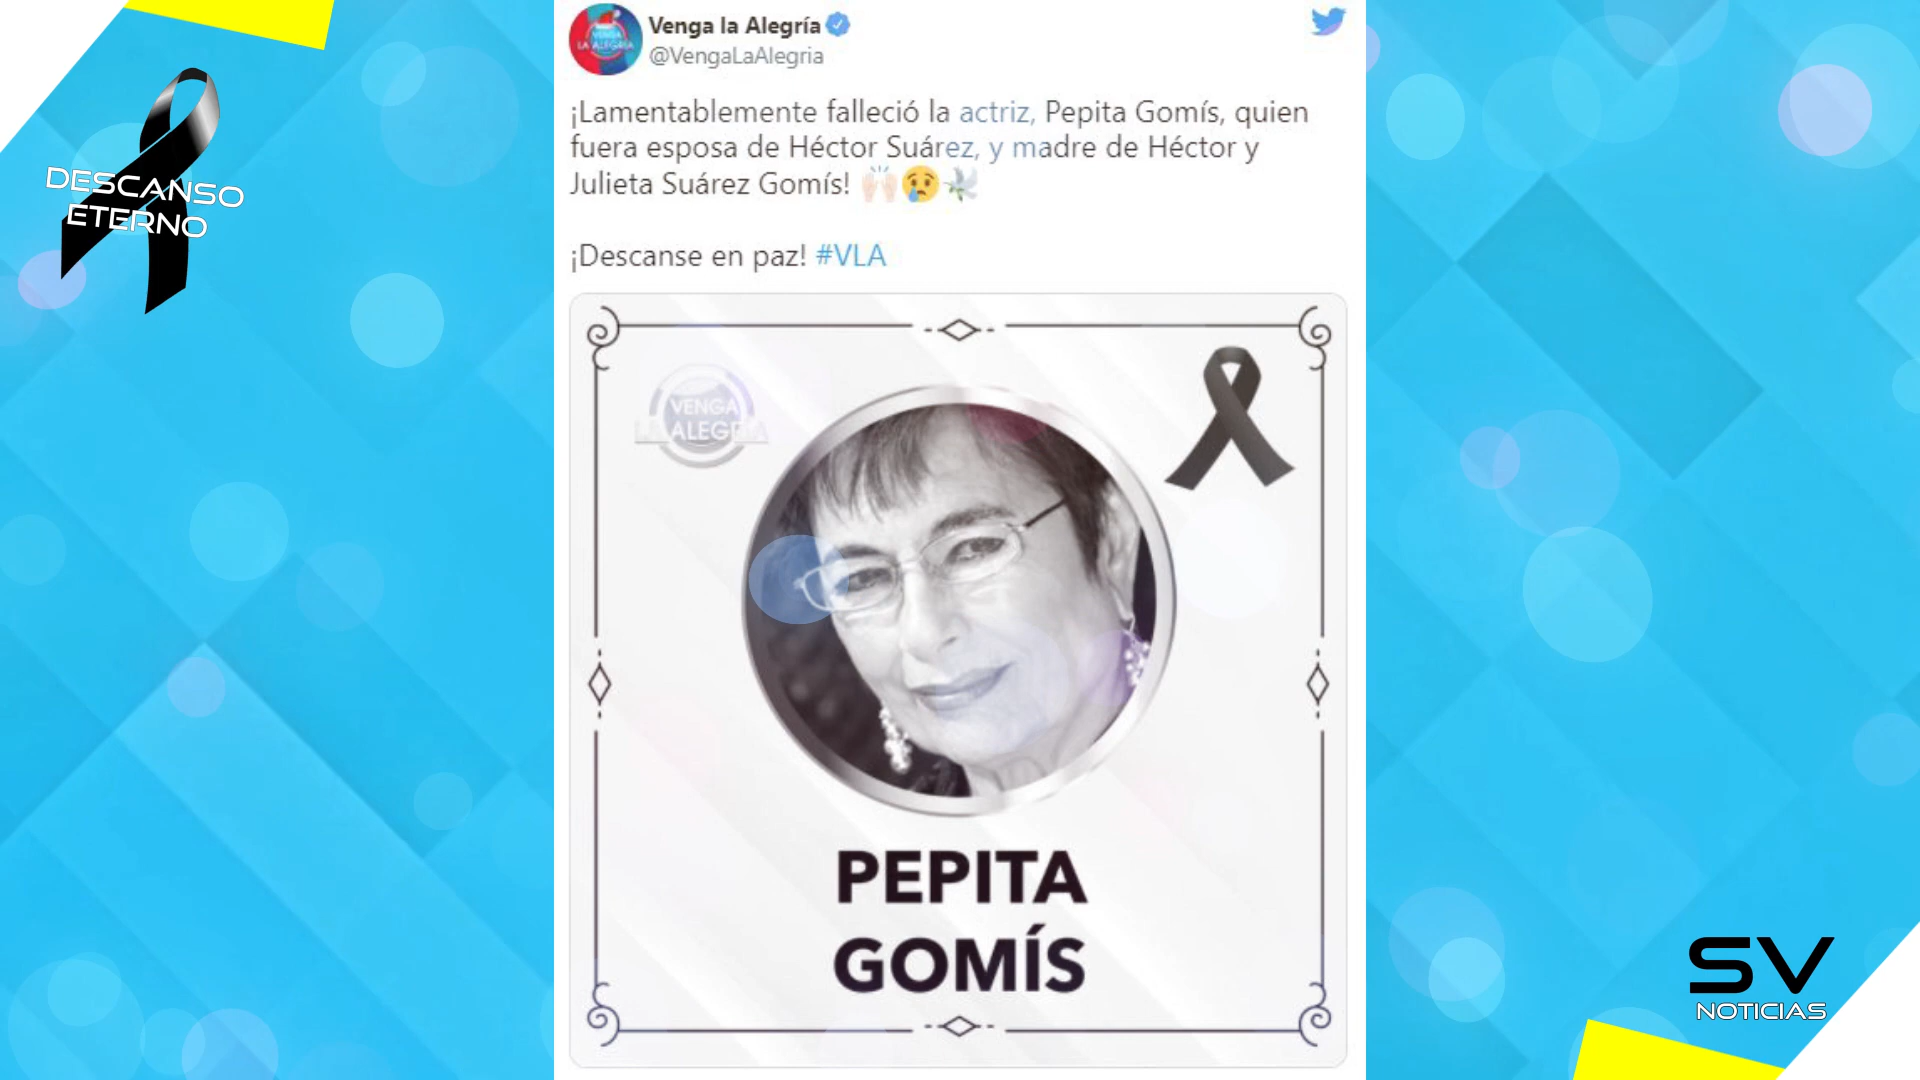 DESCANSO
ETERNO
Venga la Alegría
@VengaLaAlegria
¡Lamentablemente falleció la actriz, Pepita Gomís, quien
fuera esposa de Héctor Suárez, y madre de Héctor y
Julieta Suárez Gomís! 🙌🏻😢🕊️
¡Descanse en paz! #VLA
VENGA
LA ALEGRÍA
PEPITA
GOMÍS
SV
NOTICIAS